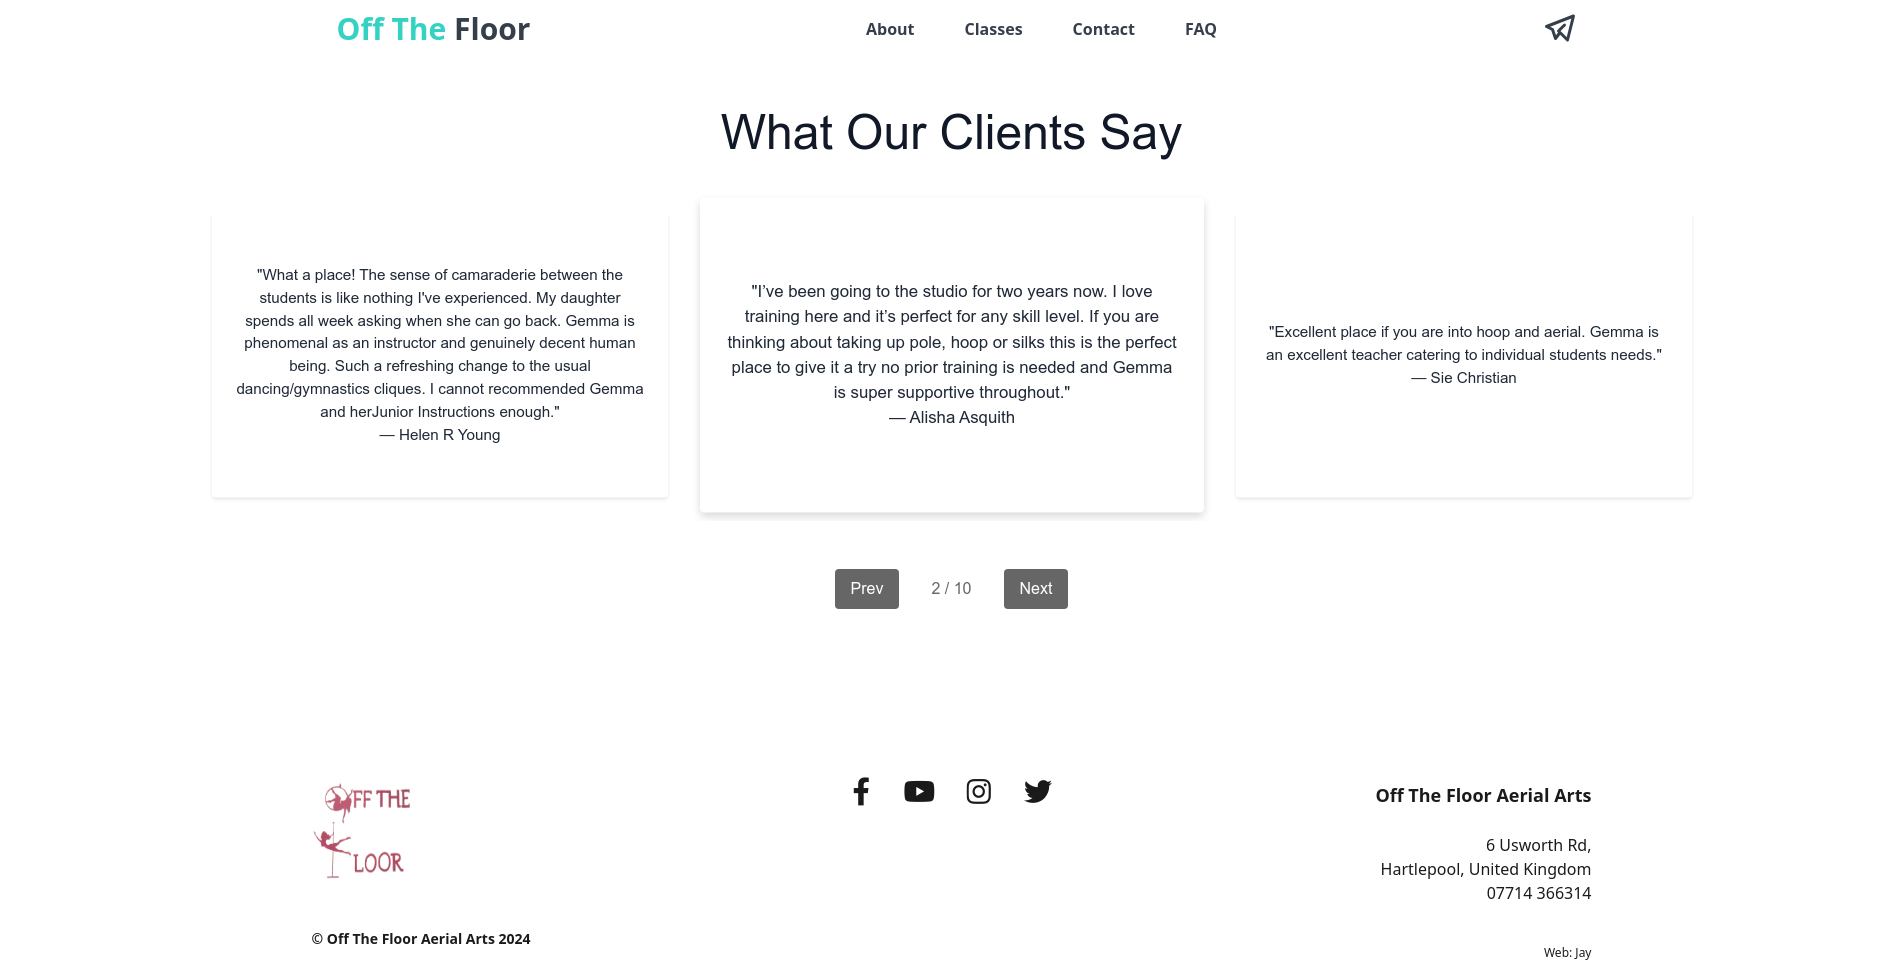 Off The Floor
About
Classes
Contact
FAQ
What Our Clients Say
"What a place! The sense of camaraderie between the
students is like nothing I've experienced. My daughter
spends all week asking when she can go back. Gemma is
phenomenal as an instructor and genuinely decent human
being. Such a refreshing change to the usual
dancing/gymnastics cliques. I cannot recommended Gemma
and herJunior Instructions enough."
— Helen R Young
"I’ve been going to the studio for two years now. I love
training here and it’s perfect for any skill level. If you are
thinking about taking up pole, hoop or silks this is the perfect
place to give it a try no prior training is needed and Gemma
is super supportive throughout."
— Alisha Asquith
"Excellent place if you are into hoop and aerial. Gemma is
an excellent teacher catering to individual students needs."
— Sie Christian
Prev
2 / 10
Next
FF THE
LOOR
© Off The Floor Aerial Arts 2024
Off The Floor Aerial Arts
6 Usworth Rd,
Hartlepool, United Kingdom
07714 366314
Web: Jay